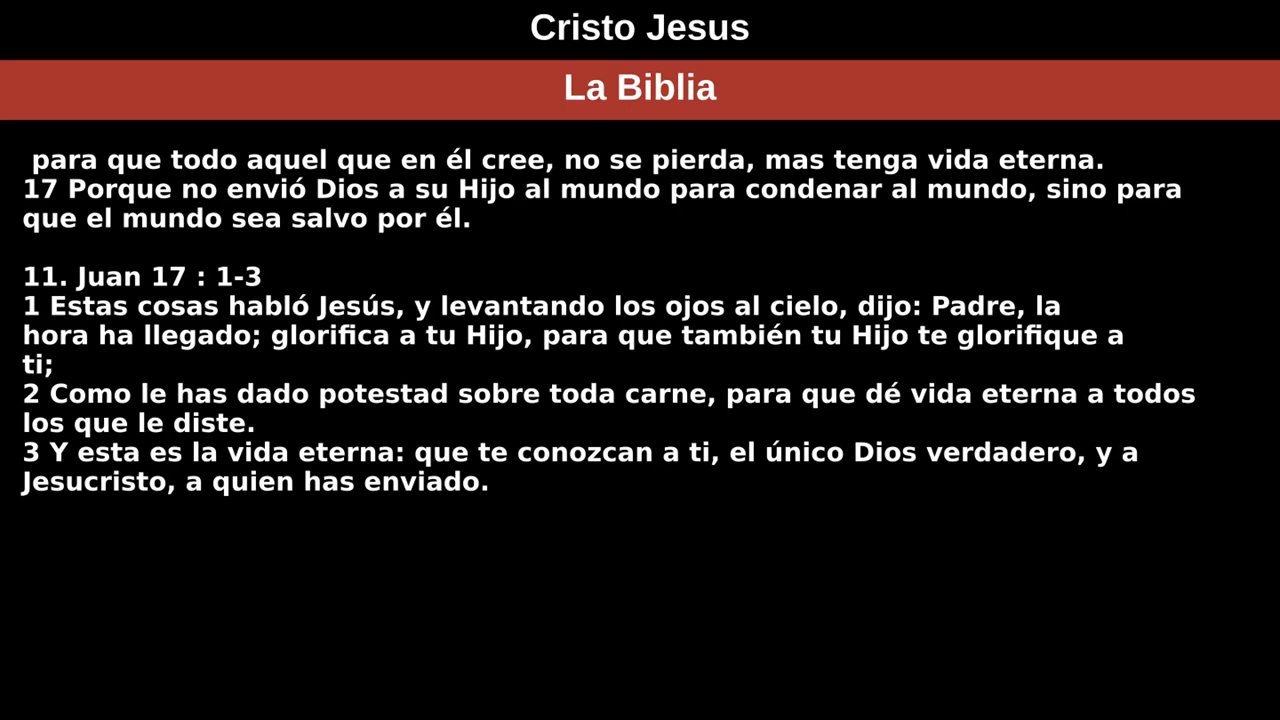 Cristo Jesus
La Biblia
para que todo aquel que en él cree, no se pierda, mas tenga vida eterna.
17 Porque no envió Dios a su Hijo al mundo para condenar al mundo, sino para
que el mundo sea salvo por él.
11. Juan 17 : 1-3
1 Estas cosas habló Jesús, y levantando los ojos al cielo, dijo: Padre, la
hora ha llegado; glorifica a tu Hijo, para que también tu Hijo te glorifique a
ti;
2 Como le has dado potestad sobre toda carne, para que dé vida eterna a todos
los que le diste.
3 Y esta es la vida eterna: que te conozcan a ti, el único Dios verdadero, y a
Jesucristo, a quien has enviado.